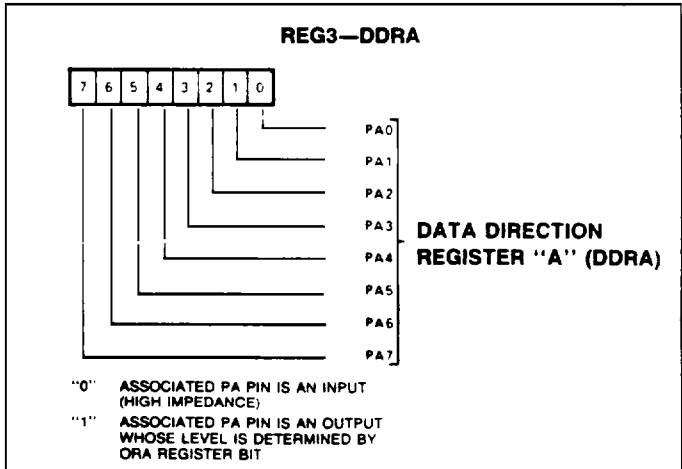 REG3—DDRA
7 6 5 4 3 2 1 0
PA0
PA1
PA2
PA3
PA4
PA5
PA6
PA7
DATA DIRECTION
REGISTER "A" (DDRA)
"0" ASSOCIATED PA PIN IS AN INPUT
(HIGH IMPEDANCE)
"1" ASSOCIATED PA PIN IS AN OUTPUT
WHOSE LEVEL IS DETERMINED BY
ORA REGISTER BIT